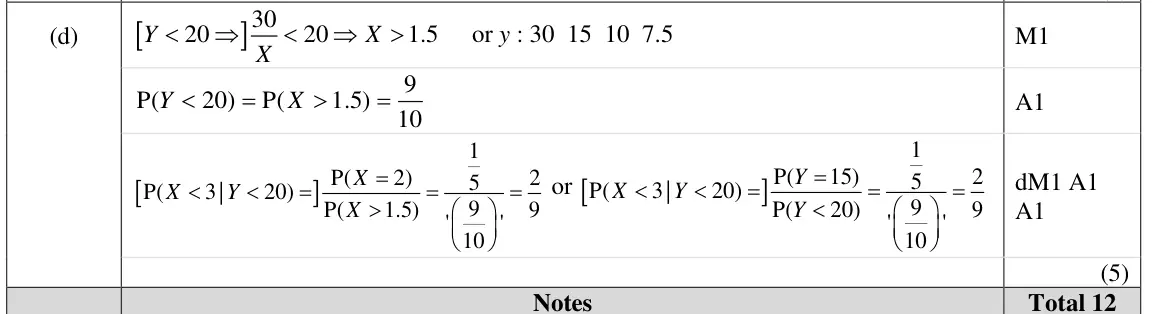 (d) [Y < 20 ⇒] 30/X < 20 ⇒ X > 1.5 or y : 30 15 10 7.5 M1
P(Y < 20) = P(X > 1.5) = 9/10 A1
[P(X < 3 | Y < 20) =] P(X = 2)/P(X > 1.5) = (1/5)/'(9/10)' = 2/9 or [P(X < 3 | Y < 20) =] P(Y = 15)/P(Y < 20) = (1/5)/'(9/10)' = 2/9 dM1 A1
A1
(5)
Notes Total 12